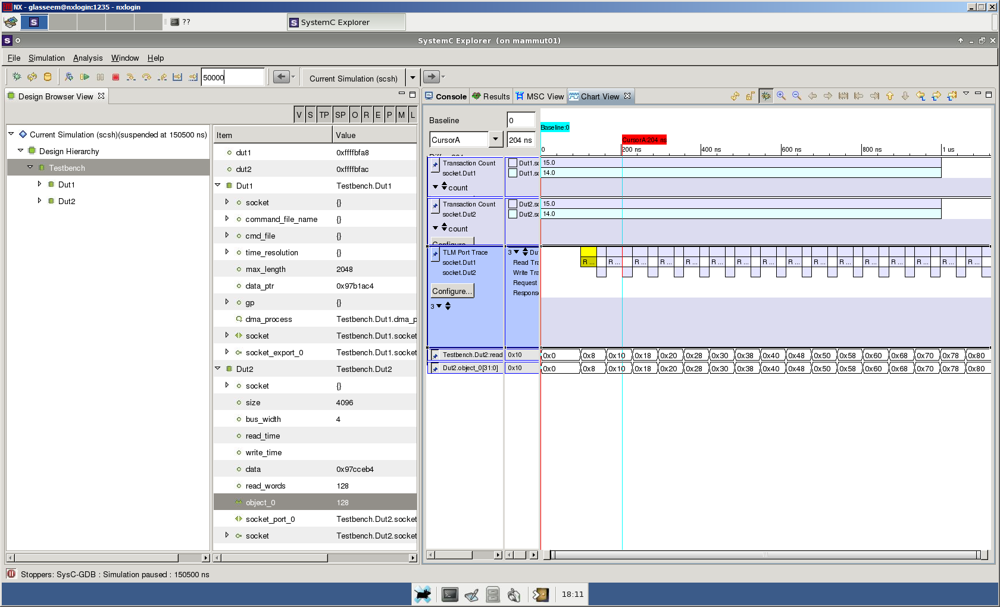 NX - glasseem@nxlogin:1235 - nxlogin
??
SystemC Explorer
SystemC Explorer (on mammut01)
File Simulation Analysis Window Help
50000
Current Simulation (scsh)
Design Browser View
V S TP SP O R E P M L
Current Simulation (scsh)(suspended at 150500 ns)
Design Hierarchy
Testbench
Dut1
Dut2
Item Value
dut1 0xffffbfa8
dut2 0xffffbfac
Dut1 Testbench.Dut1
socket {}
command_file_name {}
cmd_file {}
time_resolution {}
max_length 2048
data_ptr 0x97b1ac4
gp {}
dma_process Testbench.Dut1.dma_p
socket Testbench.Dut1.socket
socket_export_0 Testbench.Dut1.socket
Dut2 Testbench.Dut2
socket {}
size 4096
bus_width 4
read_time
write_time
data 0x97cceb4
read_words 128
object_0 128
socket_port_0 Testbench.Dut2.socket
socket Testbench.Dut2.socket
Console Results MSC View Chart View
Baseline 0
Baseline:0
CursorA 204 ns
CursorA:204 ns
0 200 ns 400 ns 600 ns 800 ns 1 us
Transaction Count Dut1.so 15.0
socket.Dut1 Dut1.so 14.0
count
Transaction Count Dut2.so 15.0
socket.Dut2 Dut2.so 14.0
count
Configure...
TLM Port Trace 3 Du
socket.Dut1 Read Tra R ... R ... R ... R ... R ... R ... R ... R ... R ... R ... R ... R ... R ... R ... R ... R ...
socket.Dut2 Write Tra
Request
Configure... Respons
3
Testbench.Dut2:read 0x10 0x0 0x8 0x10 0x18 0x20 0x28 0x30 0x38 0x40 0x48 0x50 0x58 0x60 0x68 0x70 0x78 0x80
Dut2.object_0[31:0] 0x10 0x0 0x8 0x10 0x18 0x20 0x28 0x30 0x38 0x40 0x48 0x50 0x58 0x60 0x68 0x70 0x78 0x80
Stoppers: SysC-GDB : Simulation paused : 150500 ns
18:11